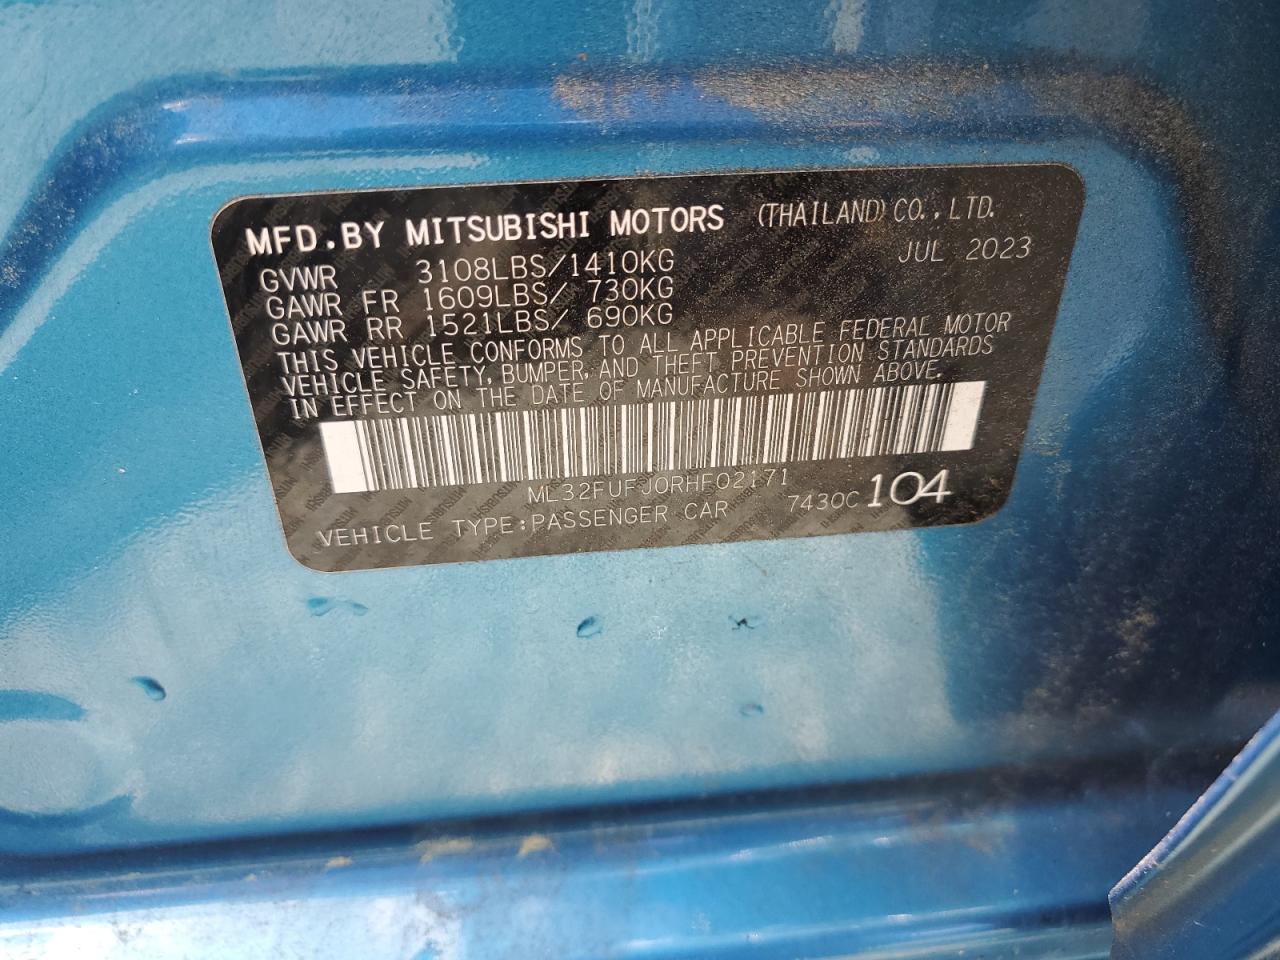 MFD.BY MITSUBISHI MOTORS (THAILAND) CO.,LTD.
JUL 2023
GVWR 3108LBS/1410KG
GAWR FR 1609LBS/ 730KG
GAWR RR 1521LBS/ 690KG
THIS VEHICLE CONFORMS TO ALL APPLICABLE FEDERAL MOTOR
VEHICLE SAFETY, BUMPER, AND THEFT PREVENTION STANDARDS
IN EFFECT ON THE DATE OF MANUFACTURE SHOWN ABOVE.
ML32FUFJ0RHF02171
VEHICLE TYPE:PASSENGER CAR 7430C 104